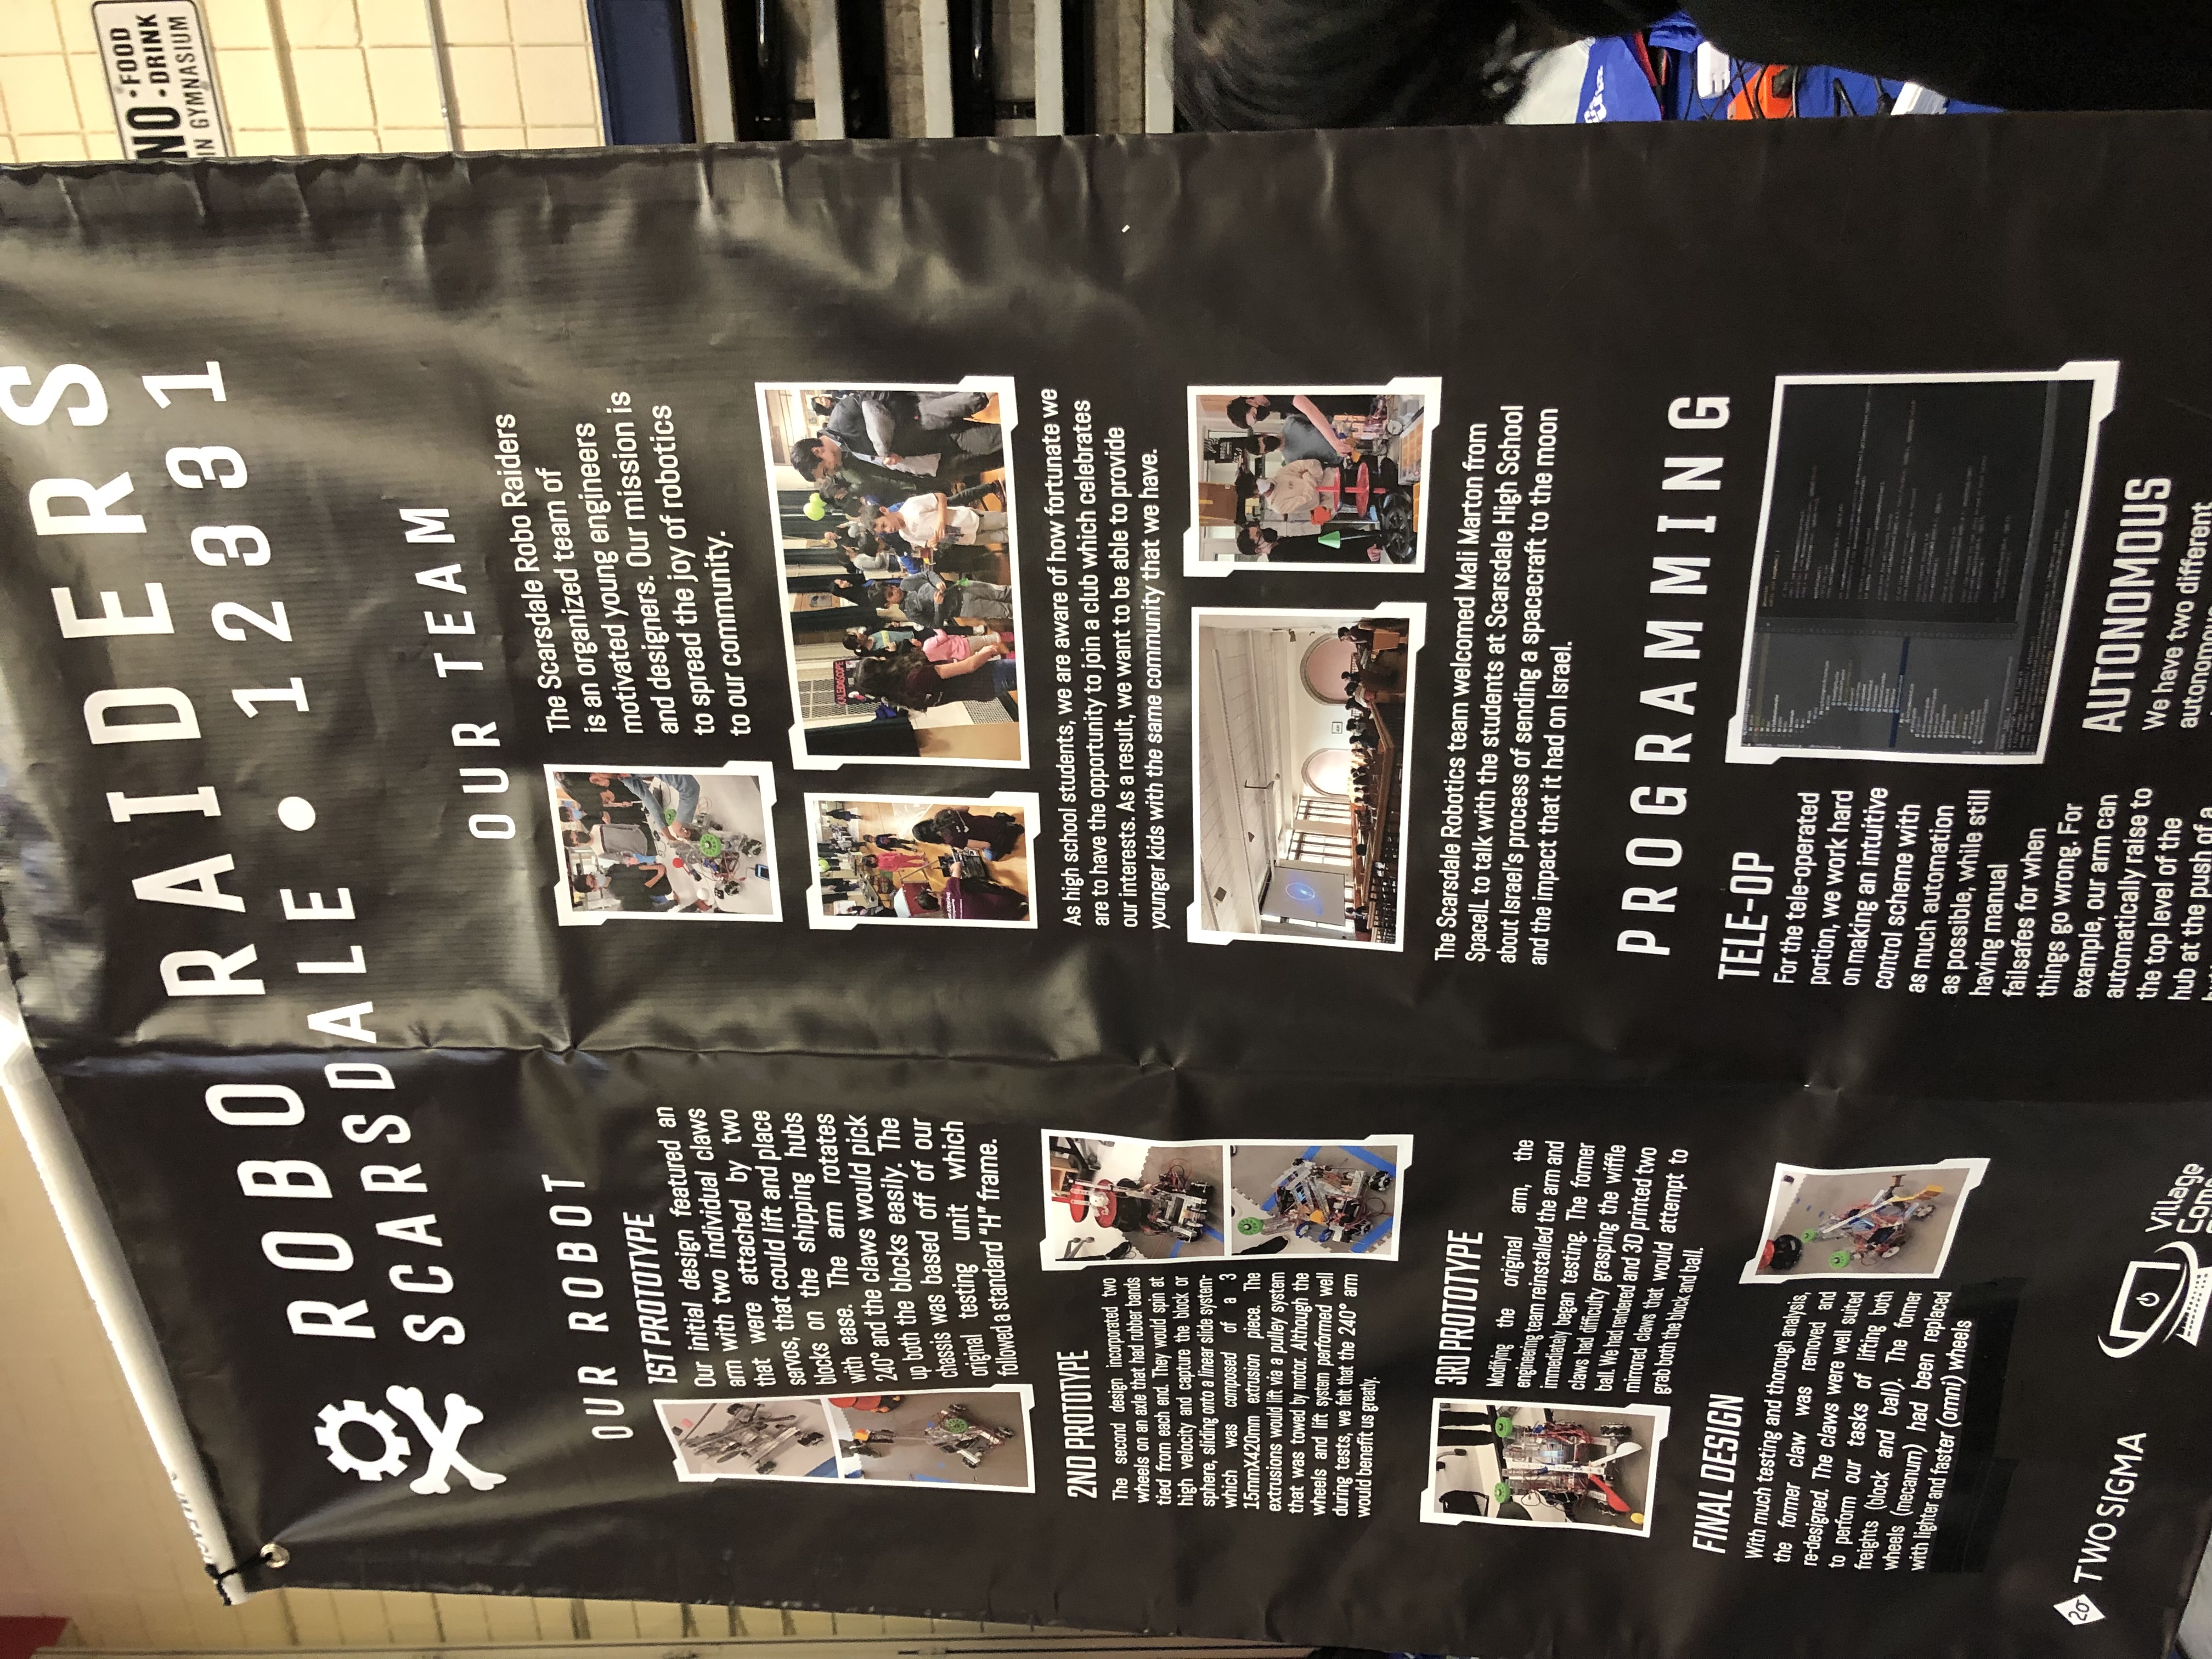 ROBO RAIDERS
SCARSDALE • 12331
NO •FOOD
•DRINK
IN GYMNASIUM
OUR ROBOT
1ST PROTOTYPE
Our initial design featured an
arm with two individual claws
that were attached by two
servos, that could lift and place
blocks on the shipping hubs
with ease. The arm rotates
240° and the claws would pick
up both the blocks easily. The
chassis was based off of our
original testing unit which
followed a standard “H” frame.
2ND PROTOTYPE
The second design incorporated two
wheels on an axle that had rubber bands
tied from each end. They would spin at
high velocity and capture the block or
sphere, sliding onto a linear slide system-
which was composed of a 3
15mmX420mm extrusion piece. The
extrusions would lift via a pulley system
that was towed by motor. Although the
wheels and lift system performed well
during tests, we felt that the 240° arm
would benefit us greatly.
3RD PROTOTYPE
Modifying the original arm, the
engineering team reinstalled the arm and
immediately began testing. The former
claws had difficulty grasping the wiffle
ball. We had rendered and 3D printed two
mirrored claws that would attempt to
grab both the block and ball.
FINAL DESIGN
With much testing and thorough analysis,
the former claw was removed and
re-designed. The claws were well suited
to perform our tasks of lifting both
freights (block and ball). The former
wheels (mecanum) had been replaced
with lighter and faster (omni) wheels
2σ TWO SIGMA
Village
OUR TEAM
The Scarsdale Robo Raiders
is an organized team of
motivated young engineers
and designers. Our mission is
to spread the joy of robotics
to our community.
KALEIDOSCOPE
As high school students, we are aware of how fortunate we
are to have the opportunity to join a club which celebrates
our interests. As a result, we want to be able to provide
younger kids with the same community that we have.
The Scarsdale Robotics team welcomed Mali Marton from
SpaceIL to talk with the students at Scarsdale High School
about Israel’s process of sending a spacecraft to the moon
and the impact that it had on Israel.
PROGRAMMING
TELE-OP
For the tele-operated
portion, we work hard
on making an intuitive
control scheme with
as much automation
as possible, while still
having manual
failsafes for when
things go wrong. For
example, our arm can
automatically raise to
the top level of the
hub at the push of a
AUTONOMOUS
We have two different